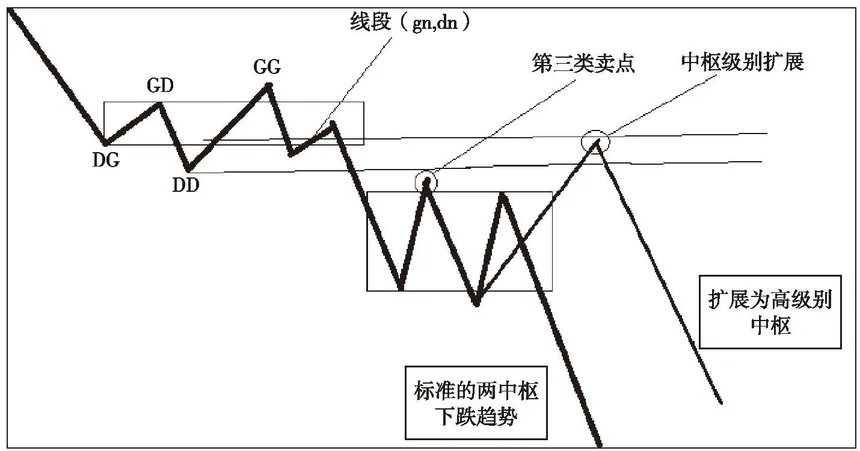 线段（gn,dn）
第三类卖点
中枢级别扩展
GD
GG
DG
DD
扩展为高级别
中枢
标准的两中枢
下跌趋势